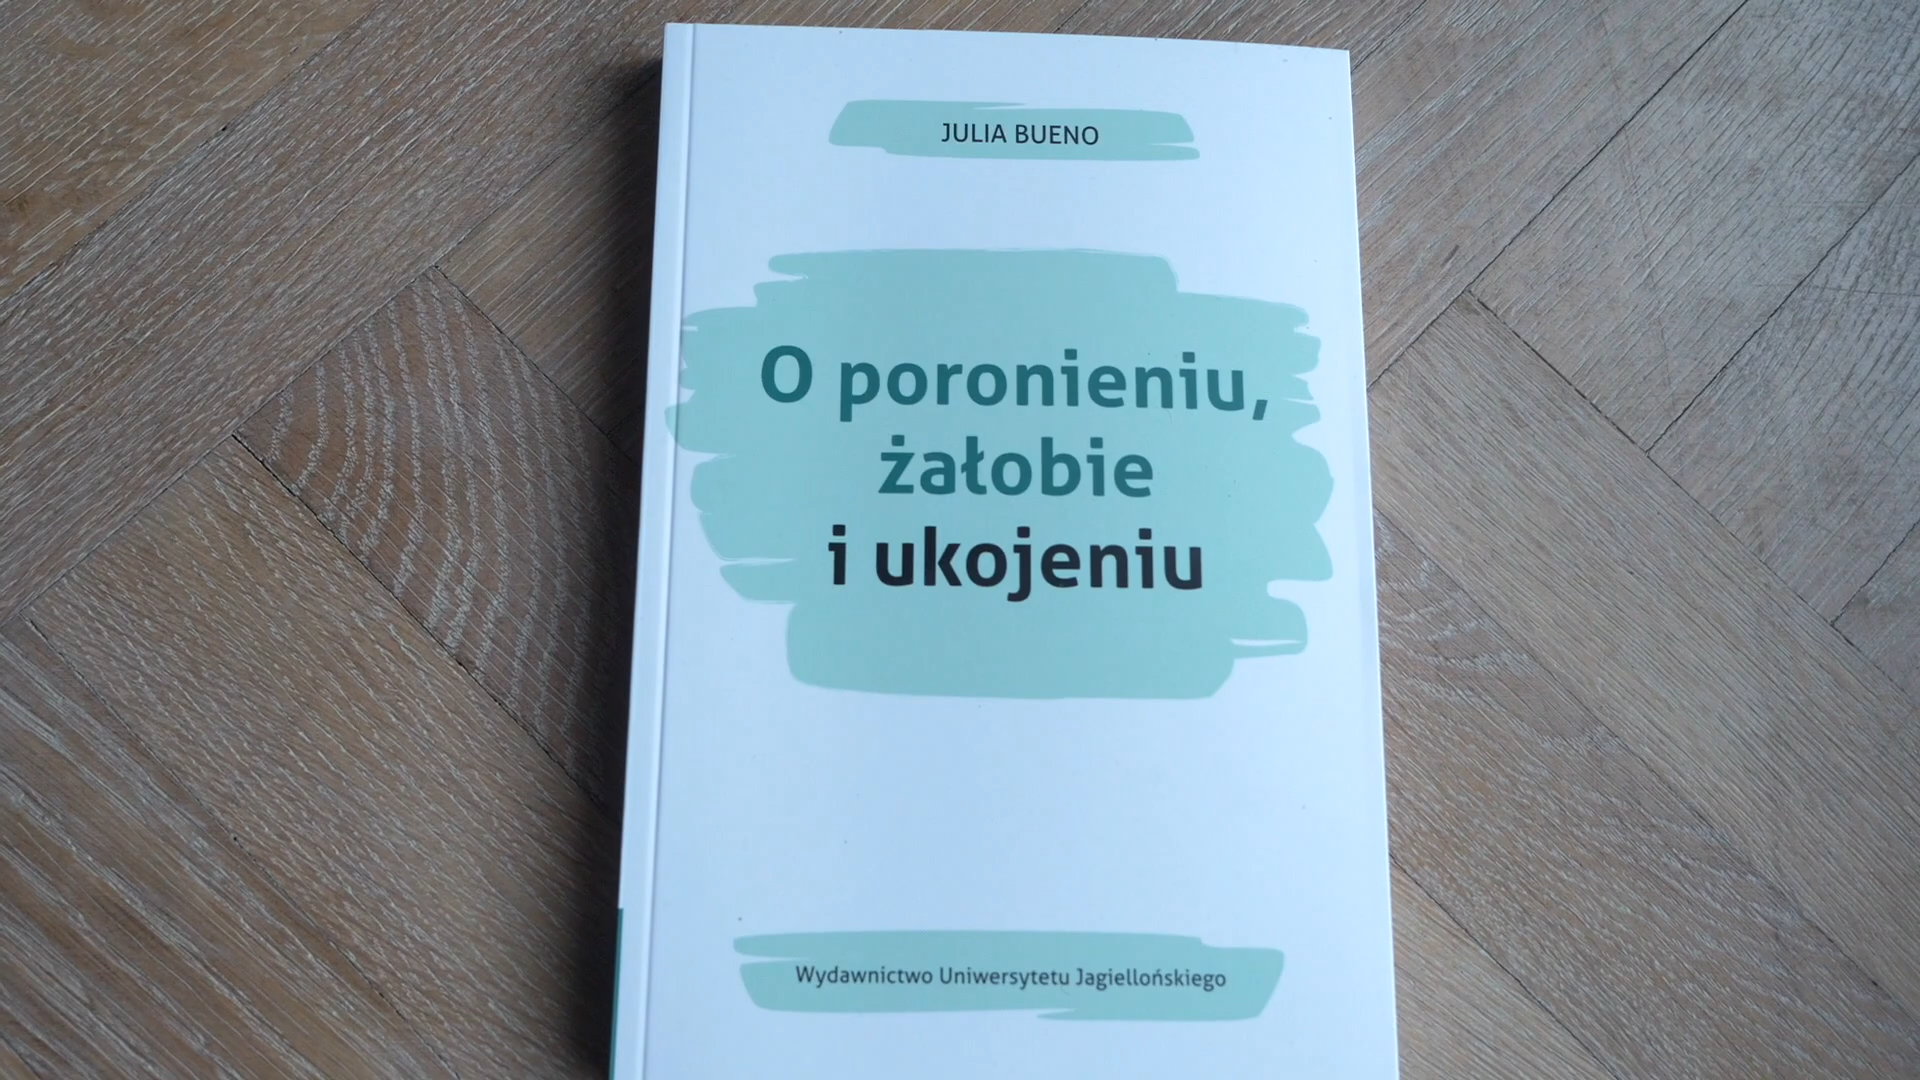 JULIA BUENO
O poronieniu,
żałobie
i ukojeniu
Wydawnictwo Uniwersytetu Jagiellońskiego